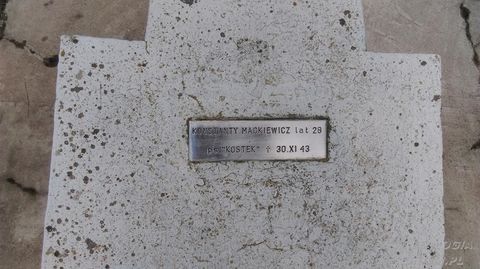 KONSTANTY MACKIEWICZ lat 29
ps. "KOSTEK" † 30.XI 43